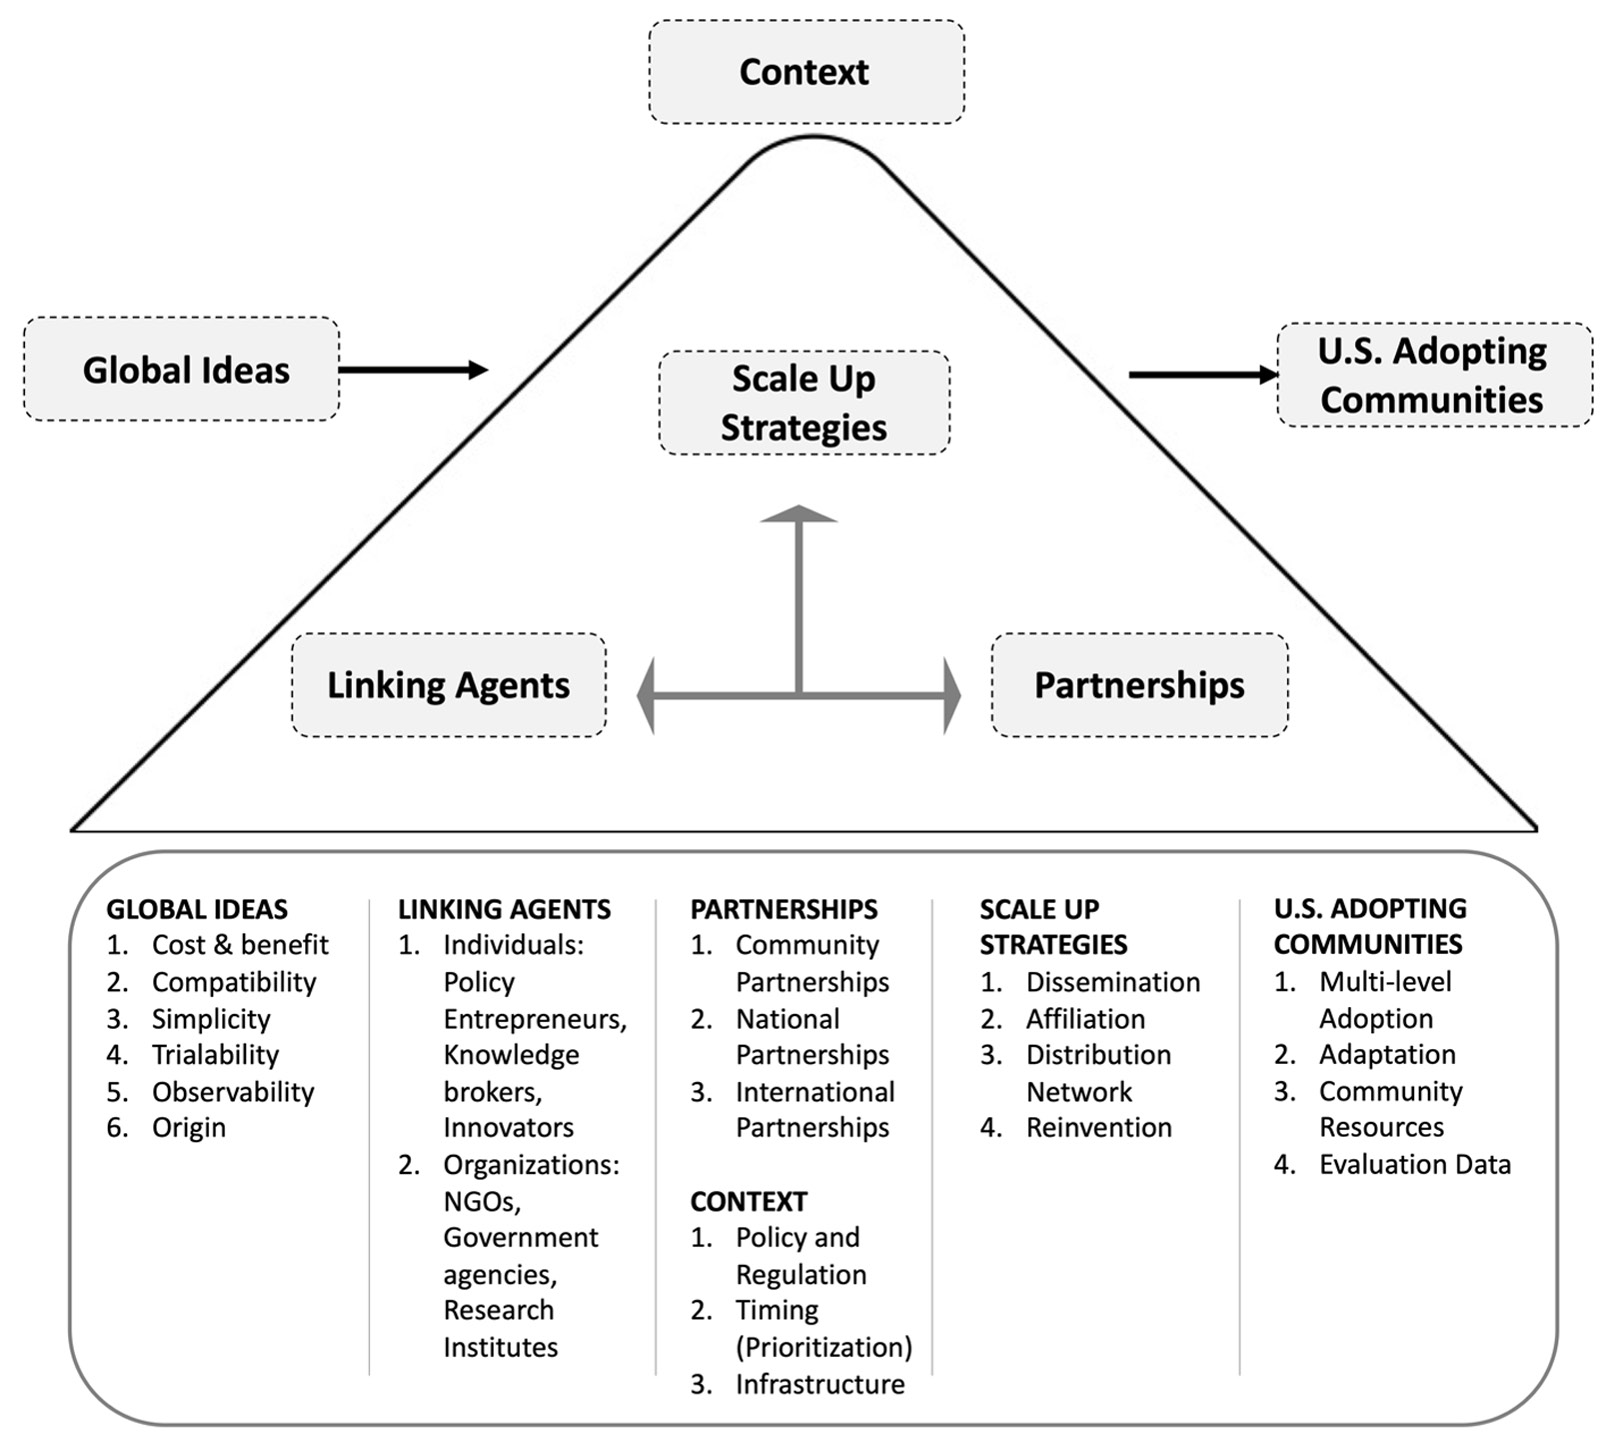 Context
Global Ideas
U.S. Adopting
Communities
Scale Up
Strategies
Linking Agents
Partnerships
GLOBAL IDEAS
1. Cost & benefit
2. Compatibility
3. Simplicity
4. Trialability
5. Observability
6. Origin
LINKING AGENTS
1. Individuals:
Policy
Entrepreneurs,
Knowledge
brokers,
Innovators
2. Organizations:
NGOs,
Government
agencies,
Research
Institutes
PARTNERSHIPS
1. Community
Partnerships
2. National
Partnerships
3. International
Partnerships
CONTEXT
1. Policy and
Regulation
2. Timing
(Prioritization)
3. Infrastructure
SCALE UP
STRATEGIES
1. Dissemination
2. Affiliation
3. Distribution
Network
4. Reinvention
U.S. ADOPTING
COMMUNITIES
1. Multi-level
Adoption
2. Adaptation
3. Community
Resources
4. Evaluation Data